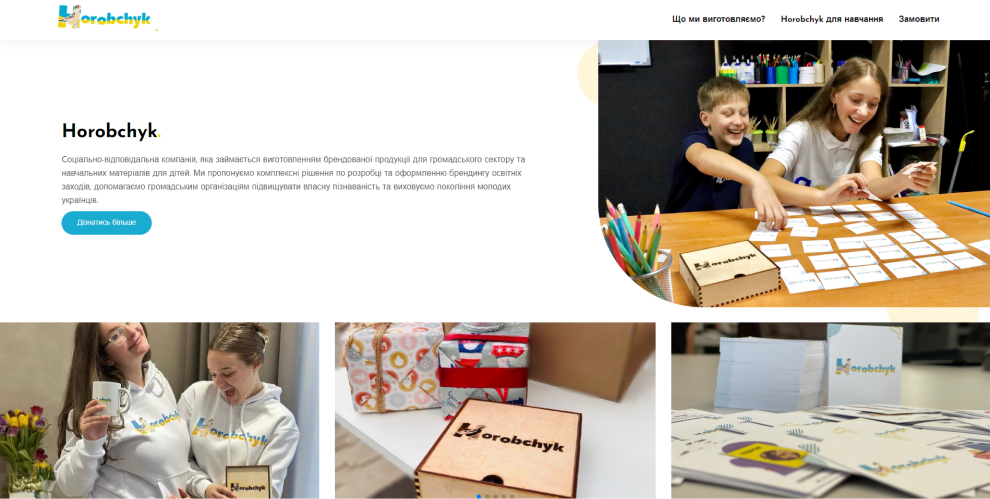 Horobchyk.
Що ми виготовляємо?
Horobchyk для навчання
Замовити
Horobchyk.
Соціально-відповідальна компанія, яка займається виготовленням брендованої продукції для громадського сектору та
навчальних матеріалів для дітей. Ми пропонуємо комплексні рішення по розробці та оформленню брендингу освітніх
заходів, допомагаємо громадським організаціям підвищувати власну пізнаваність та виховуємо покоління молодих
українців.
Дізнатись більше
Horobchyk
Horobchyk
Horobchyk
Horobchyk
Horobchyk
Horobchyk
Horobchyk